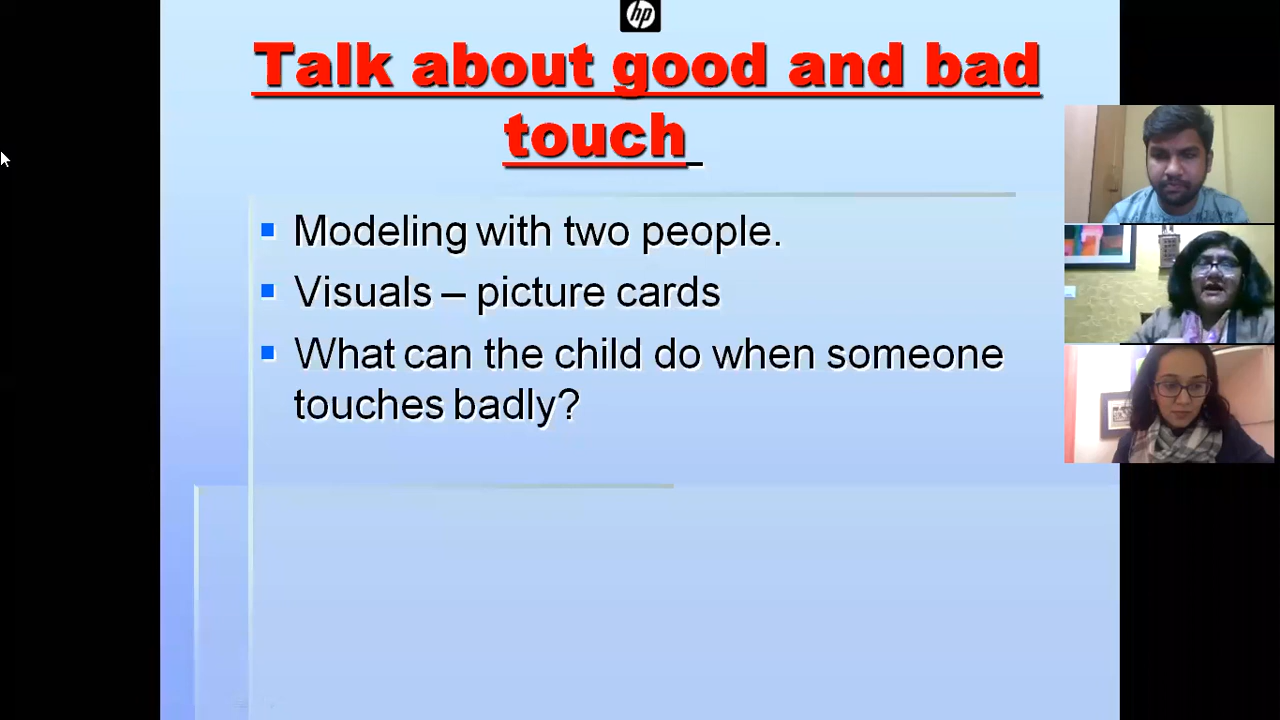 hp
Talk about good and bad
touch
Modeling with two people.
Visuals – picture cards
What can the child do when someone
touches badly?